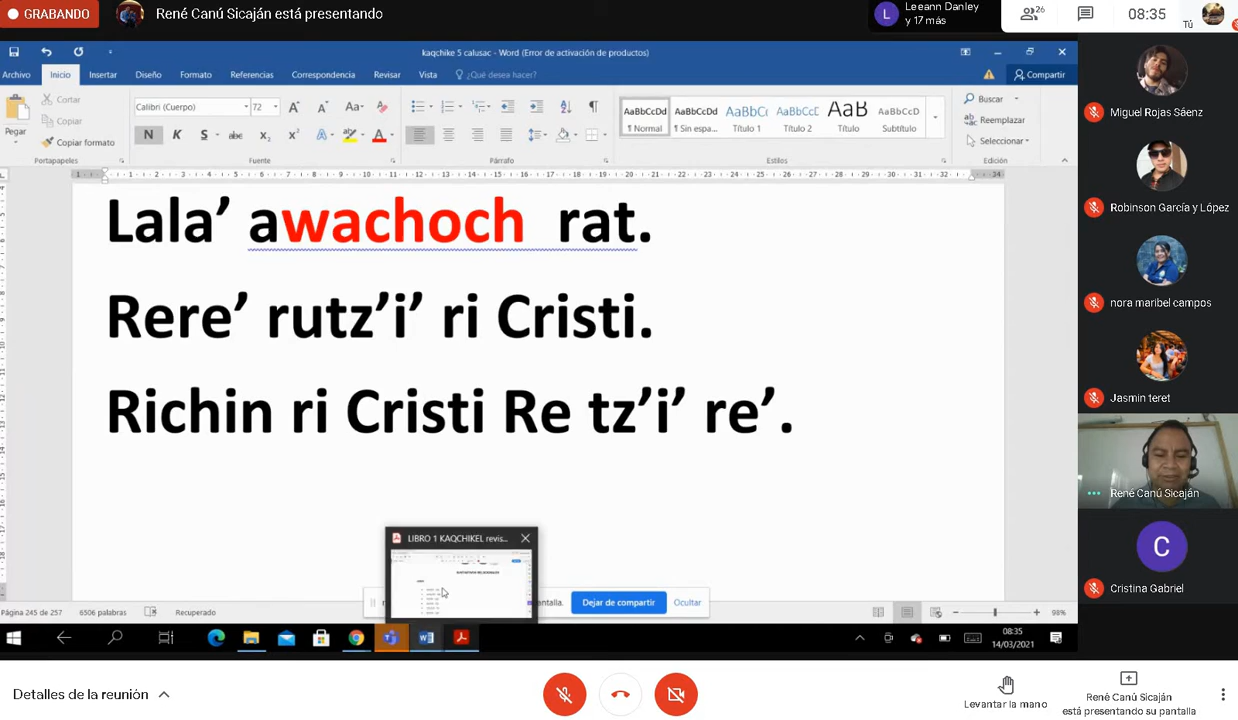 GRABANDO
René Canú Sicaján está presentando
L
Leeann Danley
y 17 más
26
08:35
Tú
kaqchike 5 calusac - Word (Error de activación de productos)
Archivo Inicio Insertar Diseño Formato Referencias Correspondencia Revisar Vista ¿Qué desea hacer? Compartir
Pegar
Cortar
Copiar
Copiar formato
Calibri (Cuerpo) 72
Portapapeles Fuente Párrafo Estilos Edición
AaBbCcDd AaBbCcDd AaBbCc AaBbCcC AaB AaBbCcC
¶ Normal ¶ Sin espa... Título 1 Título 2 Título Subtítulo
Buscar
Reemplazar
Seleccionar
Lala’ awachoch rat.
Rere’ rutz’i’ ri Cristi.
Richin ri Cristi Re tz’i’ re’.
LIBRO 1 KAQCHIKEL revis...
Dejar de compartir Ocultar
Página 245 de 257 6506 palabras Recuperado 98%
08:35
14/03/2021
Miguel Rojas Sáenz
Robinson García y López
nora maribel campos
Jasmin teret
René Canú Sicaján
C
Cristina Gabriel
Detalles de la reunión
Levantar la mano
René Canú Sicaján
está presentando su pantalla